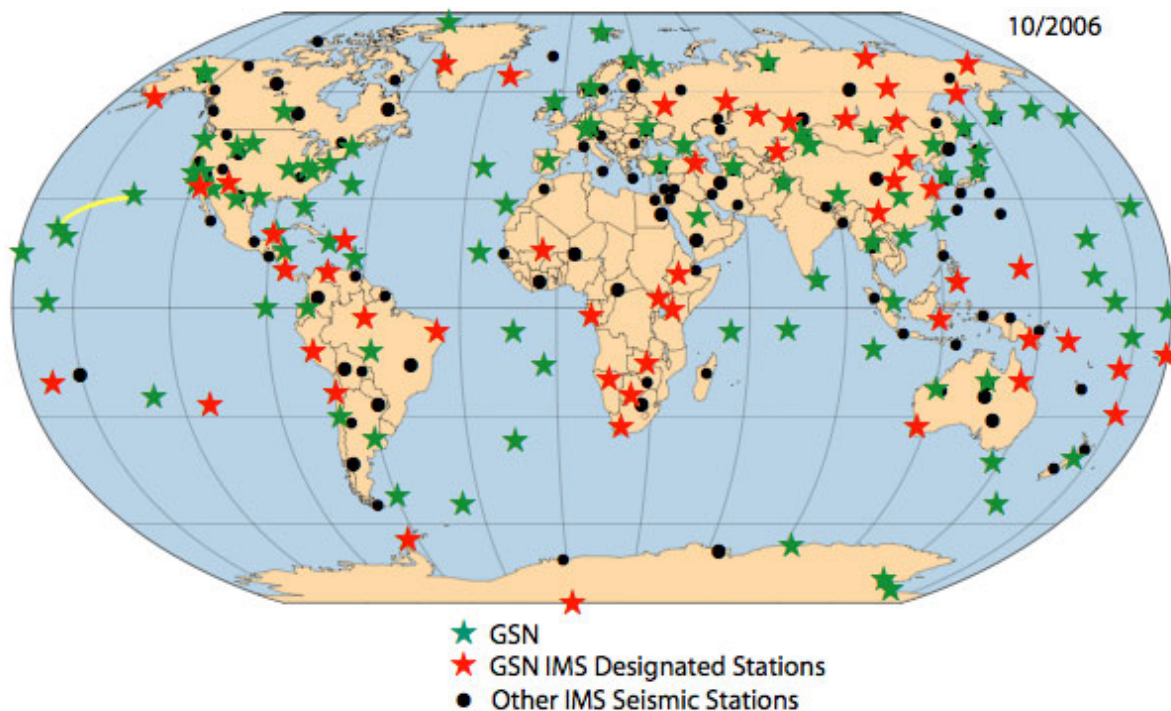 10/2006
GSN
GSN IMS Designated Stations
Other IMS Seismic Stations